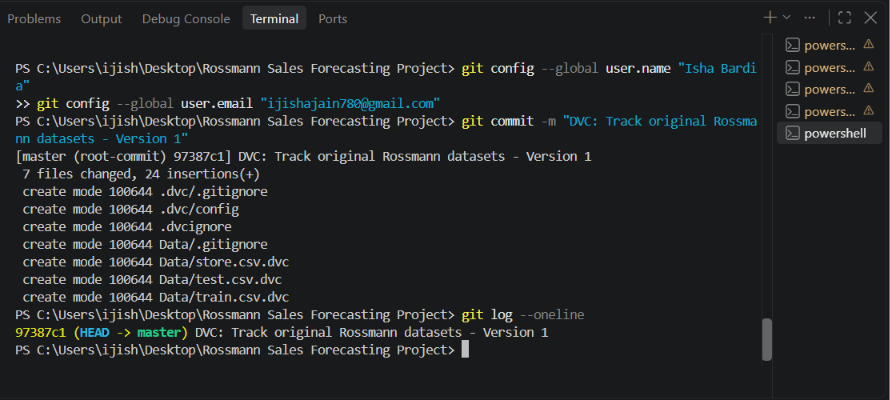 Problems Output Debug Console Terminal Ports
PS C:\Users\ijish\Desktop\Rossmann Sales Forecasting Project> git config --global user.name "Isha Bardi
a"
>> git config --global user.email "ijishajain780@gmail.com"
PS C:\Users\ijish\Desktop\Rossmann Sales Forecasting Project> git commit -m "DVC: Track original Rossma
nn datasets - Version 1"
[master (root-commit) 97387c1] DVC: Track original Rossmann datasets - Version 1
7 files changed, 24 insertions(+)
create mode 100644 .dvc/.gitignore
create mode 100644 .dvc/config
create mode 100644 .dvcignore
create mode 100644 Data/.gitignore
create mode 100644 Data/store.csv.dvc
create mode 100644 Data/test.csv.dvc
create mode 100644 Data/train.csv.dvc
PS C:\Users\ijish\Desktop\Rossmann Sales Forecasting Project> git log --oneline
97387c1 (HEAD -> master) DVC: Track original Rossmann datasets - Version 1
PS C:\Users\ijish\Desktop\Rossmann Sales Forecasting Project>
powers...
powers...
powers...
powers...
powershell